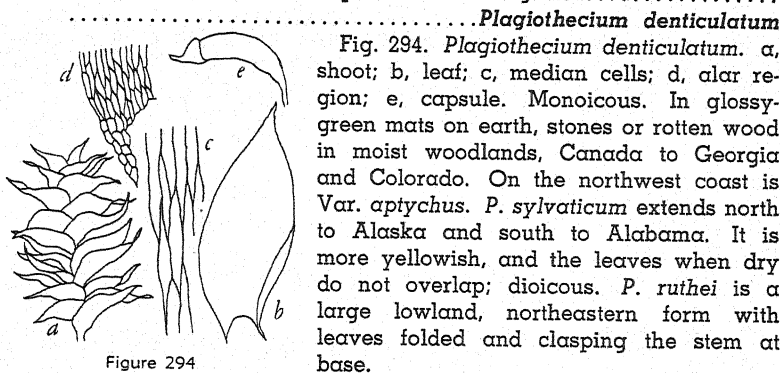 ........................................Plagiothecium denticulatum
Fig. 294. Plagiothecium denticulatum. a,
shoot; b, leaf; c, median cells; d, alar re-
gion; e, capsule. Monoicous. In glossy-
green mats on earth, stones or rotten wood
in moist woodlands, Canada to Georgia
and Colorado. On the northwest coast is
Var. aptychus. P. sylvaticum extends north
to Alaska and south to Alabama. It is
more yellowish, and the leaves when dry
do not overlap; dioicous. P. ruthei is a
large lowland, northeastern form with
leaves folded and clasping the stem at
base.
d
e
c
a
b
Figure 294